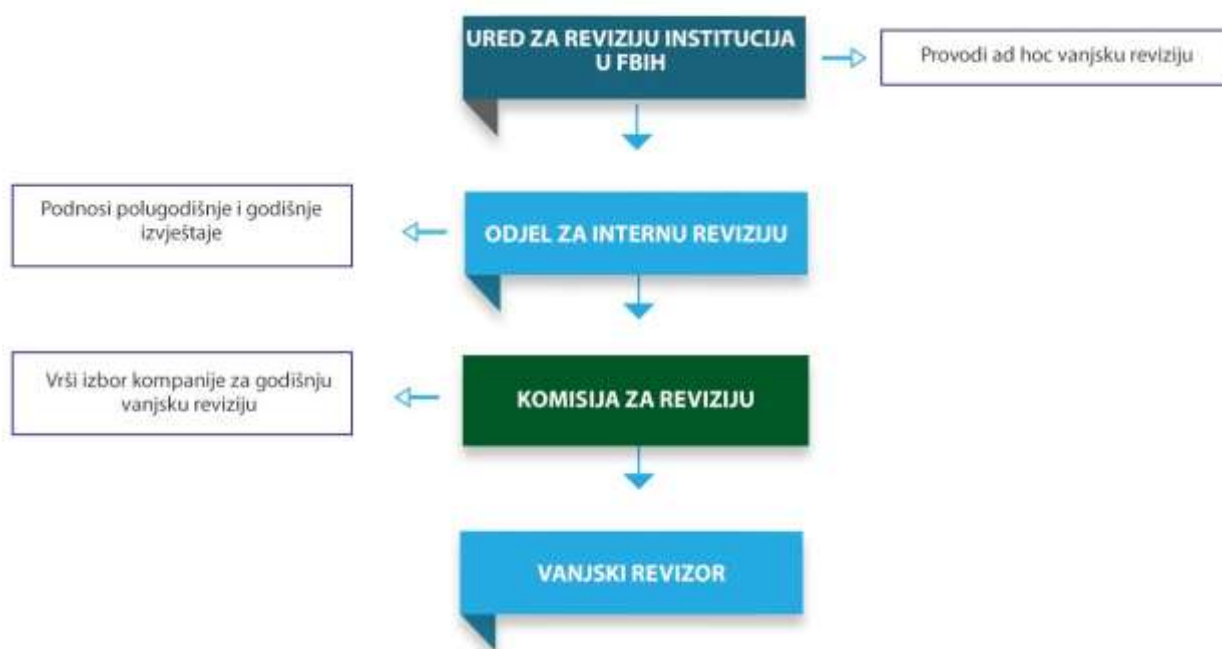 URED ZA REVIZIJU INSTITUCIJA
U FBIH
Provodi ad hoc vanjsku reviziju
Podnosi polugodišnje i godišnje
izvještaje
ODJEL ZA INTERNU REVIZIJU
Vrši izbor kompanije za godišnju
vanjsku reviziju
KOMISIJA ZA REVIZIJU
VANJSKI REVIZOR